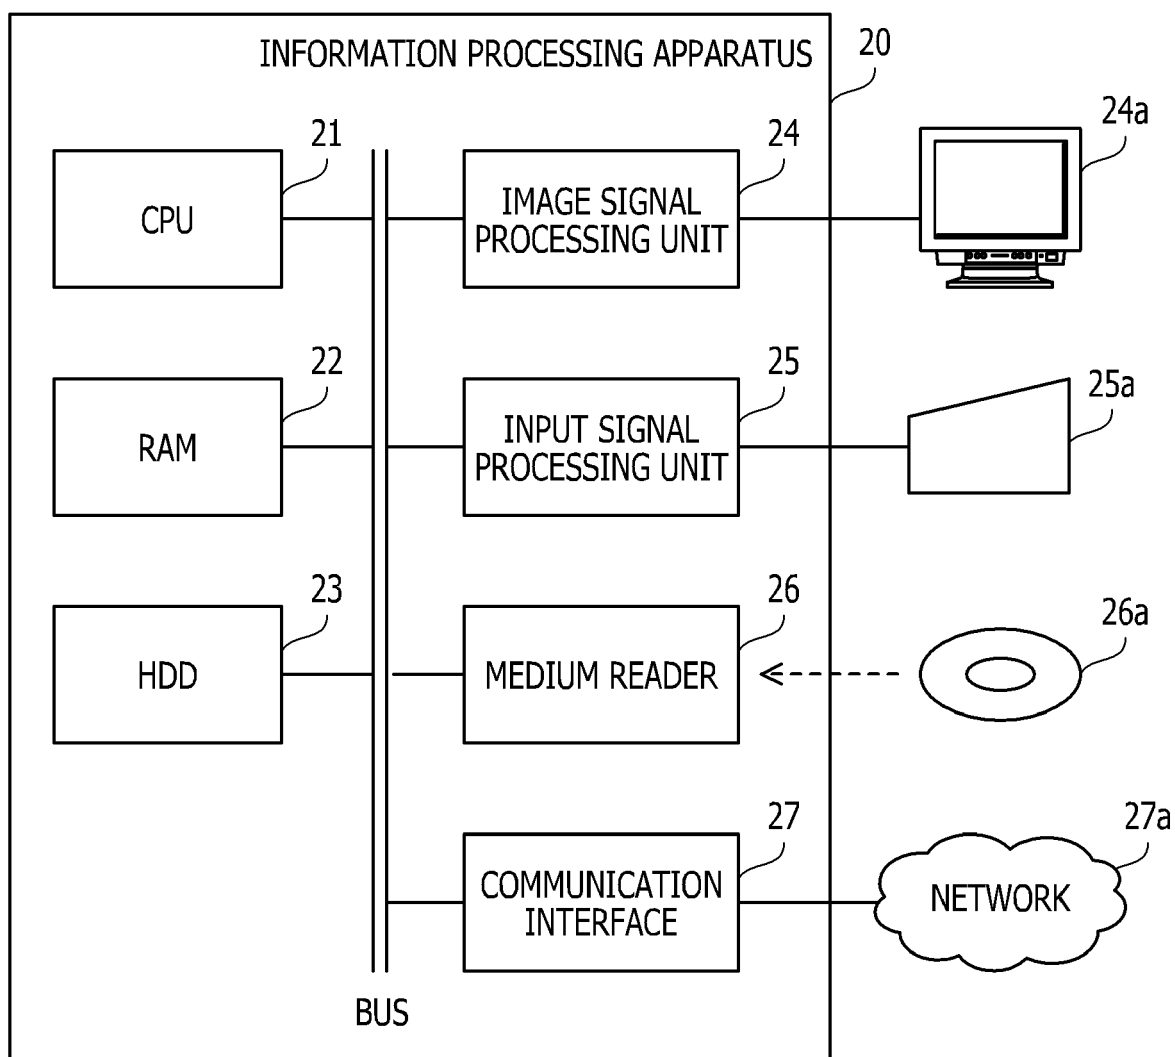 INFORMATION PROCESSING APPARATUS
20
21
CPU
24
IMAGE SIGNAL
PROCESSING UNIT
24a
22
RAM
25
INPUT SIGNAL
PROCESSING UNIT
25a
23
HDD
26
MEDIUM READER
26a
27
COMMUNICATION
INTERFACE
27a
NETWORK
BUS